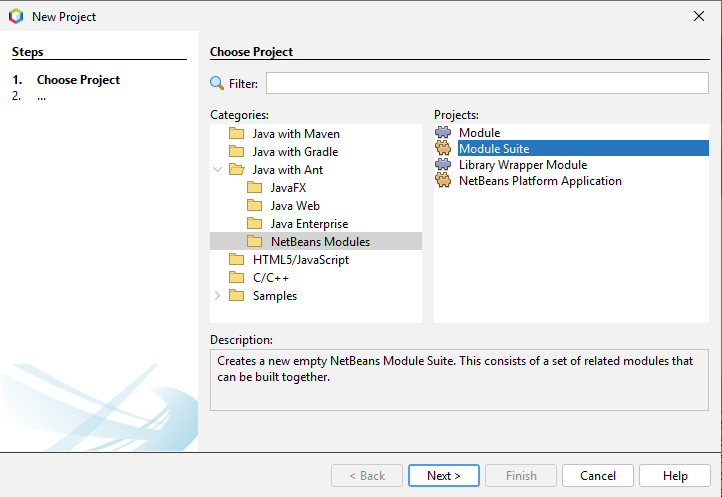 New Project
Steps
1. Choose Project
2. ...
Choose Project
Filter:
Categories:
Java with Maven
Java with Gradle
Java with Ant
JavaFX
Java Web
Java Enterprise
NetBeans Modules
HTML5/JavaScript
C/C++
Samples
Projects:
Module
Module Suite
Library Wrapper Module
NetBeans Platform Application
Description:
Creates a new empty NetBeans Module Suite. This consists of a set of related modules that
can be built together.
< Back
Next >
Finish
Cancel
Help